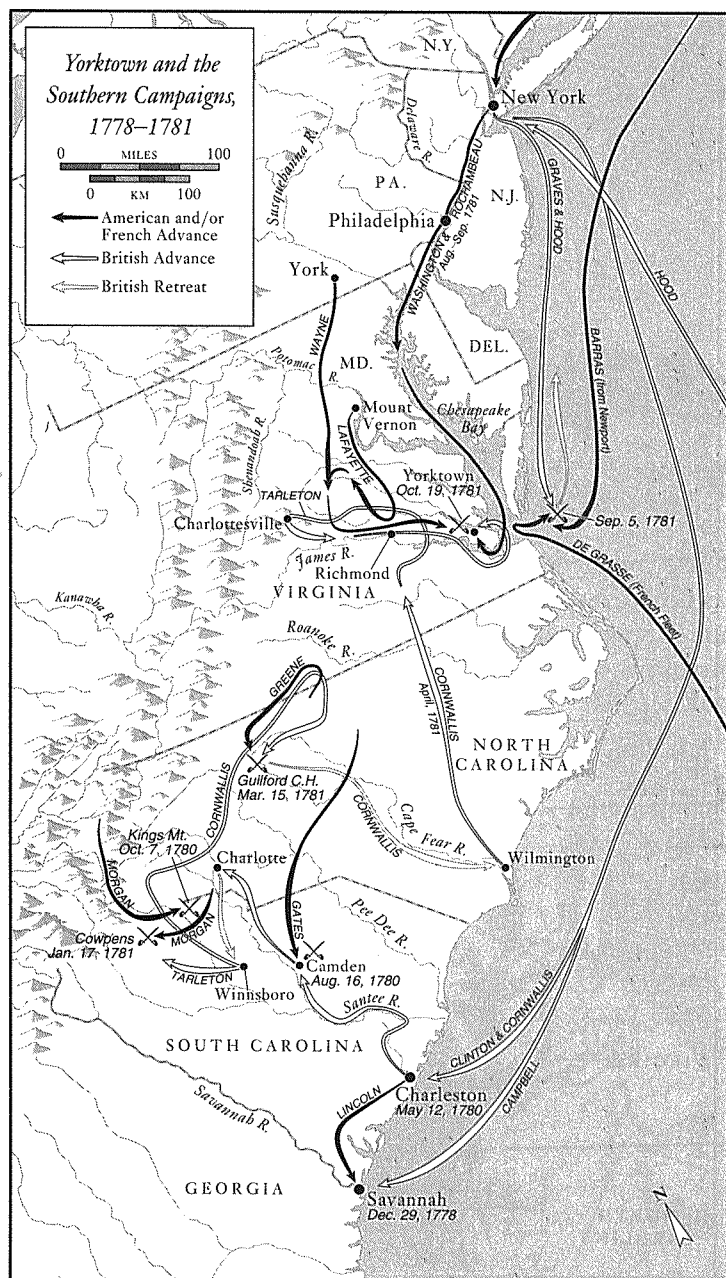 Yorktown and the
Southern Campaigns,
1778–1781
0 MILES 100
0 KM 100
American and/or
French Advance
British Advance
British Retreat
N.Y.
New York
Delaware R.
Susquehanna R.
PA.
N.J.
Philadelphia
WASHINGTON & ROCHAMBEAU
Aug.-Sep. 1781
GRAVES & HOOD
HOOD
BARRAS (from Newport)
York
WAYNE
MD.
DEL.
Potomac R.
Mount
Vernon
Chesapeake
Bay
Shenandoah R.
LAFAYETTE
Yorktown
Oct. 19, 1781
TARLETON
Charlottesville
Sep. 5, 1781
James R.
Richmond
DE GRASSE (French Fleet)
VIRGINIA
Kanawha R.
Roanoke R.
GREENE
CORNWALLIS
April, 1781
NORTH
CAROLINA
Guilford C.H.
Mar. 15, 1781
CORNWALLIS
CORNWALLIS
Cape Fear R.
Kings Mt.
Oct. 7, 1780
Charlotte
Wilmington
MORGAN
MORGAN
GATES
Pee Dee R.
Cowpens
Jan. 17, 1781
TARLETON
Winnsboro
Camden
Aug. 16, 1780
Santee R.
SOUTH CAROLINA
CLINTON & CORNWALLIS
CAMPBELL
Charleston
May 12, 1780
LINCOLN
Savannah R.
GEORGIA
Savannah
Dec. 29, 1778
N